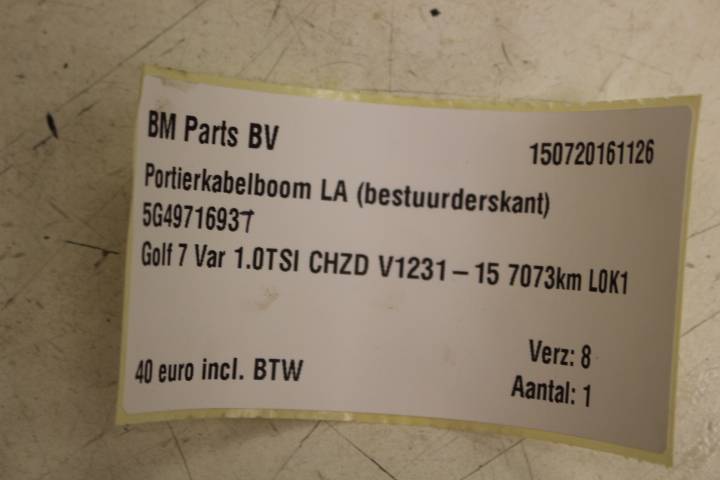 BM Parts BV
150720161126
Portierkabelboom LA (bestuurderskant)
5G4971693T
Golf 7 Var 1.0TSI CHZD V1231 – 15 7073km L0K1
Verz: 8
40 euro incl. BTW
Aantal: 1